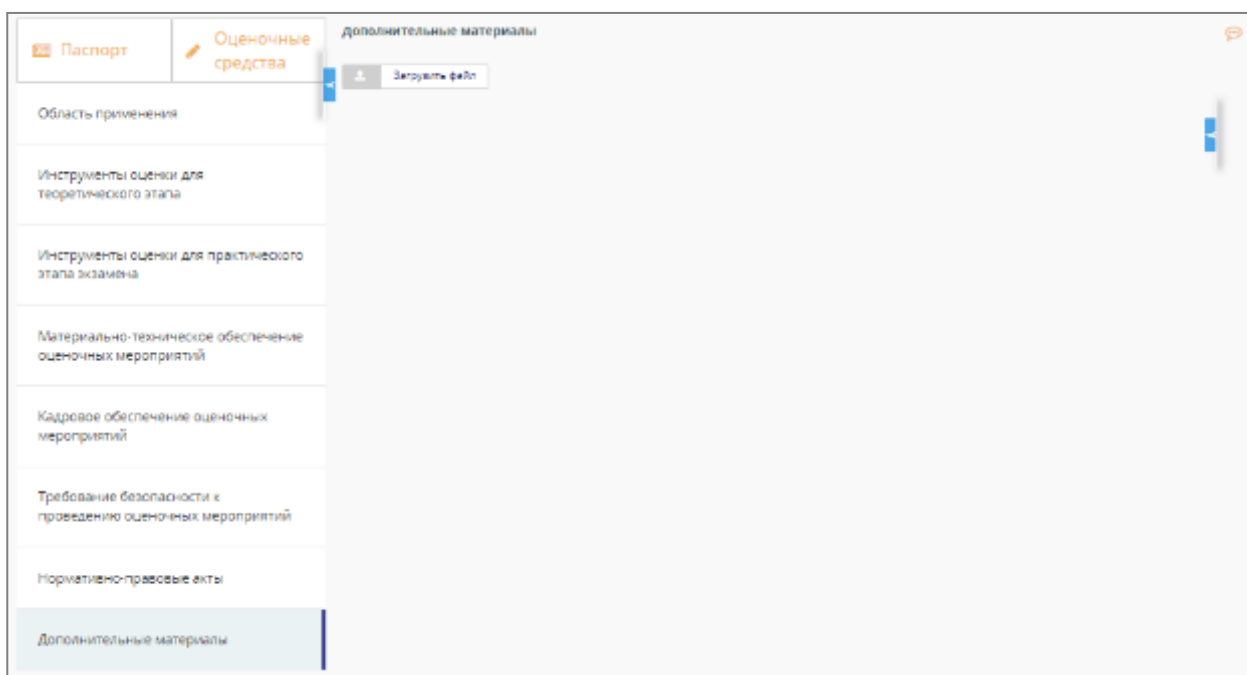 Паспорт
Оценочные
средства
Дополнительные материалы
Загрузить файл
Область применения
Инструменты оценки для
теоретического этапа
Инструменты оценки для практического
этапа экзамена
Материально-техническое обеспечение
оценочных мероприятий
Кадровое обеспечение оценочных
мероприятий
Требование безопасности к
проведению оценочных мероприятий
Нормативно-правовые акты
Дополнительные материалы